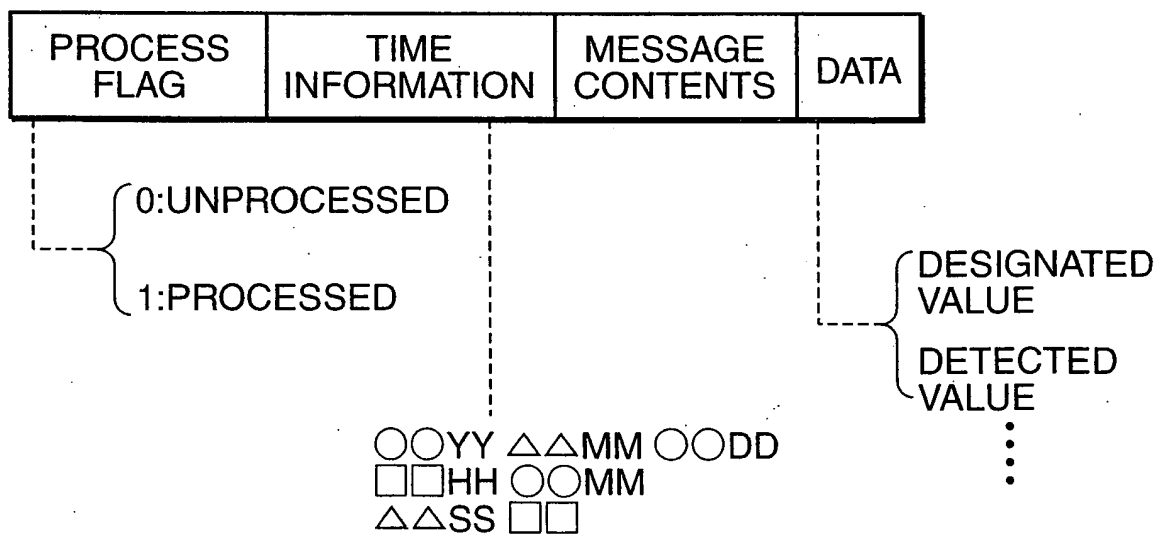 PROCESS
FLAG
TIME
INFORMATION
MESSAGE
CONTENTS
DATA
0:UNPROCESSED
1:PROCESSED
DESIGNATED
VALUE
DETECTED
VALUE
○○YY △△MM ○○DD
□□HH ○○MM
△△SS □□